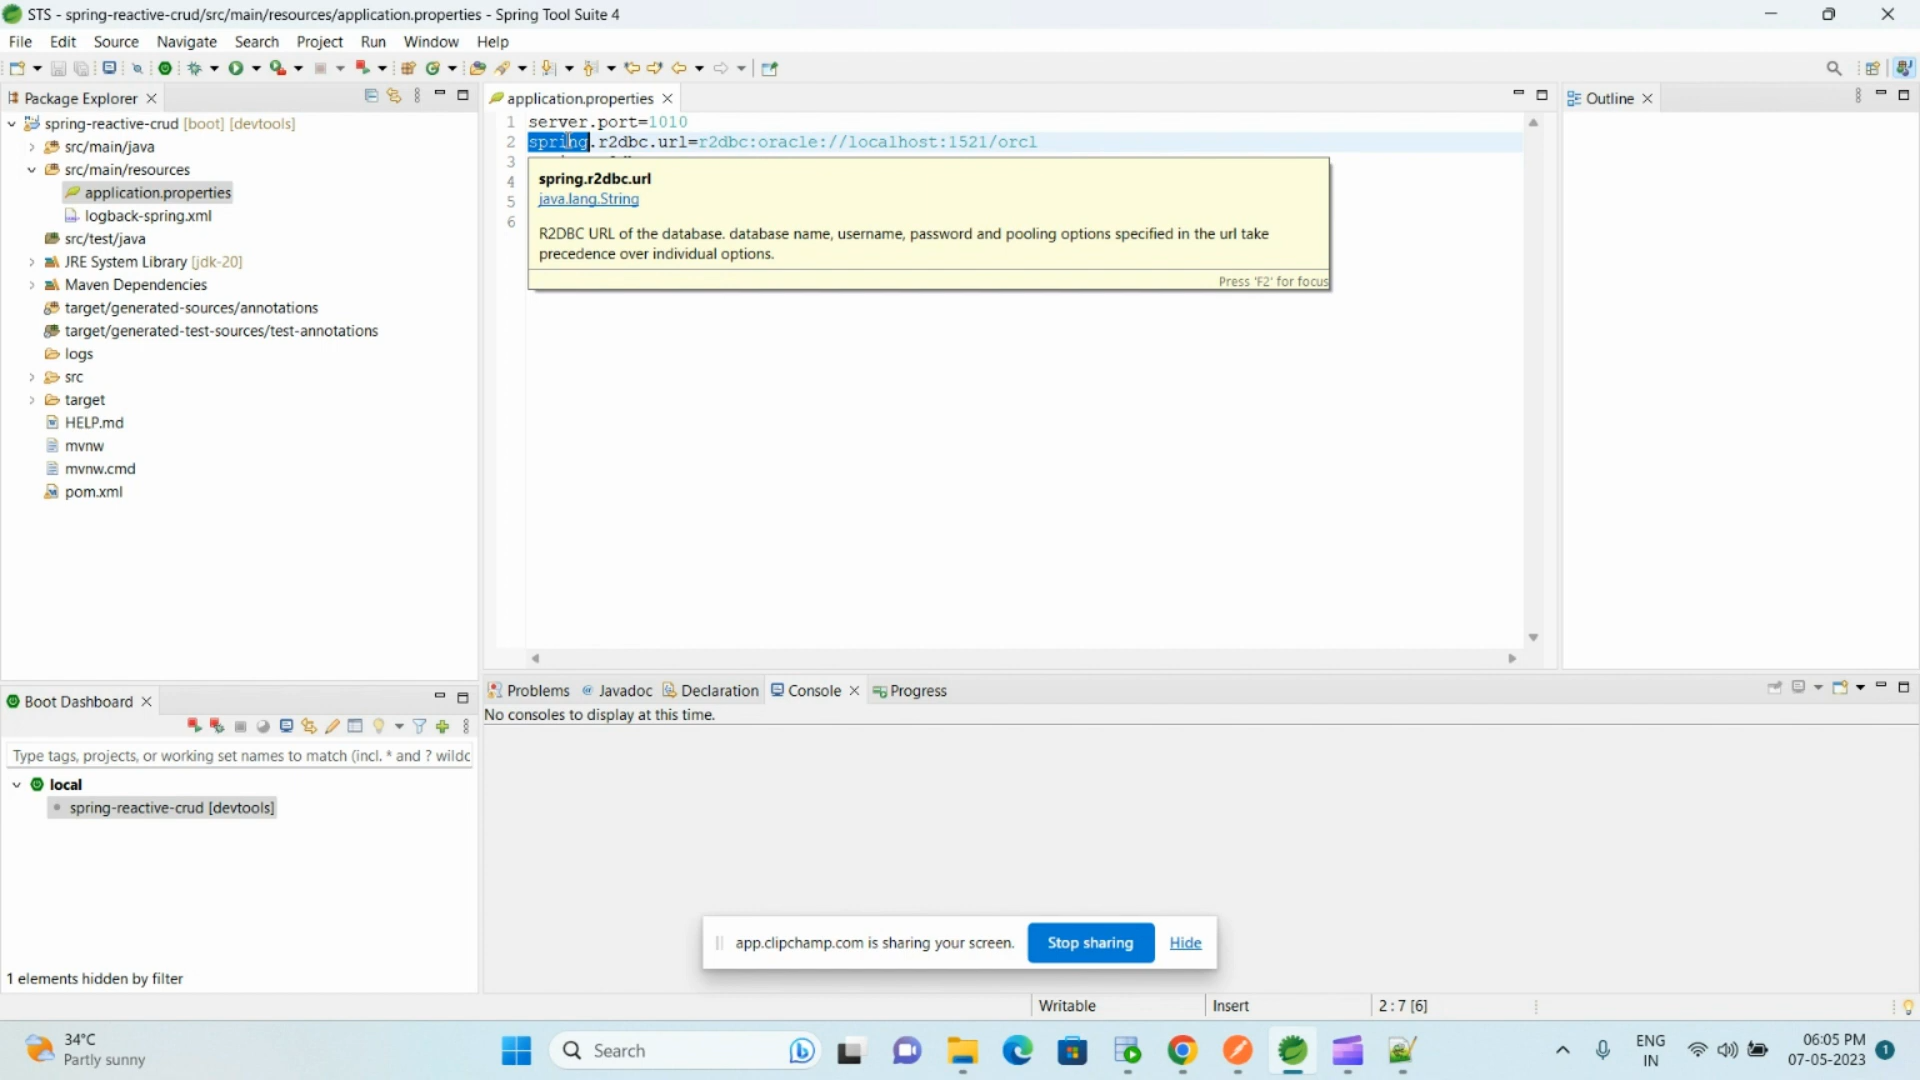 STS - spring-reactive-crud/src/main/resources/application.properties - Spring Tool Suite 4
File Edit Source Navigate Search Project Run Window Help
Package Explorer
spring-reactive-crud [boot] [devtools]
src/main/java
src/main/resources
application.properties
logback-spring.xml
src/test/java
JRE System Library [jdk-20]
Maven Dependencies
target/generated-sources/annotations
target/generated-test-sources/test-annotations
logs
src
target
HELP.md
mvnw
mvnw.cmd
pom.xml
application.properties
1 server.port=1010
2 spring.r2dbc.url=r2dbc:oracle://localhost:1521/orcl
3
4
5
6
spring.r2dbc.url
java.lang.String
R2DBC URL of the database. database name, username, password and pooling options specified in the url take
precedence over individual options.
Press 'F2' for focus
Outline
Boot Dashboard
Type tags, projects, or working set names to match (incl. * and ? wildc
local
spring-reactive-crud [devtools]
1 elements hidden by filter
Problems @ Javadoc Declaration Console Progress
No consoles to display at this time.
app.clipchamp.com is sharing your screen. Stop sharing Hide
Writable Insert 2 : 7 [6]
34°C
Partly sunny
Search
ENG
IN
06:05 PM
07-05-2023
1